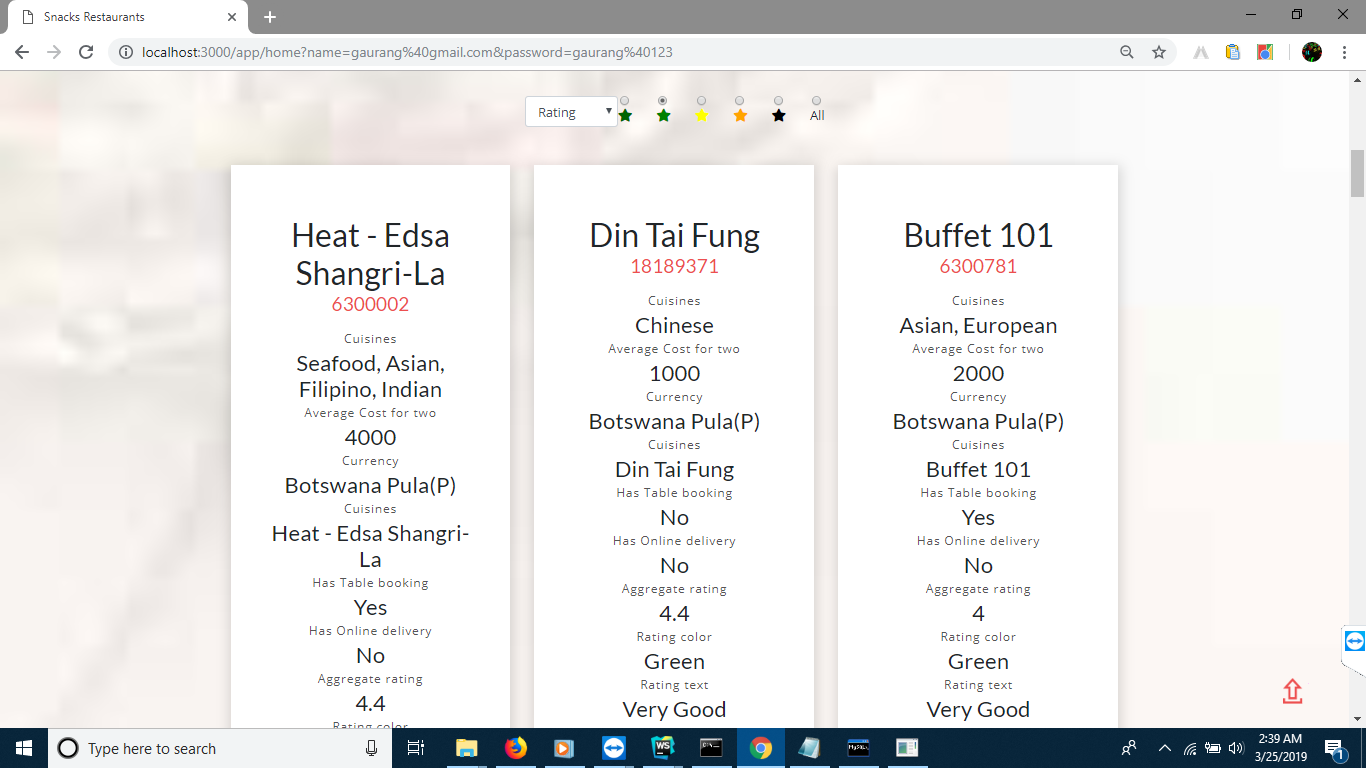 Snacks Restaurants
localhost:3000/app/home?name=gaurang%40gmail.com&password=gaurang%40123
Rating
All
Heat - Edsa
Shangri-La
6300002
Cuisines
Seafood, Asian,
Filipino, Indian
Average Cost for two
4000
Currency
Botswana Pula(P)
Cuisines
Heat - Edsa Shangri-
La
Has Table booking
Yes
Has Online delivery
No
Aggregate rating
4.4
Rating color
Din Tai Fung
18189371
Cuisines
Chinese
Average Cost for two
1000
Currency
Botswana Pula(P)
Cuisines
Din Tai Fung
Has Table booking
No
Has Online delivery
No
Aggregate rating
4.4
Rating color
Green
Rating text
Very Good
Buffet 101
6300781
Cuisines
Asian, European
Average Cost for two
2000
Currency
Botswana Pula(P)
Cuisines
Buffet 101
Has Table booking
Yes
Has Online delivery
No
Aggregate rating
4
Rating color
Green
Rating text
Very Good
Type here to search
WS
2:39 AM
3/25/2019
1